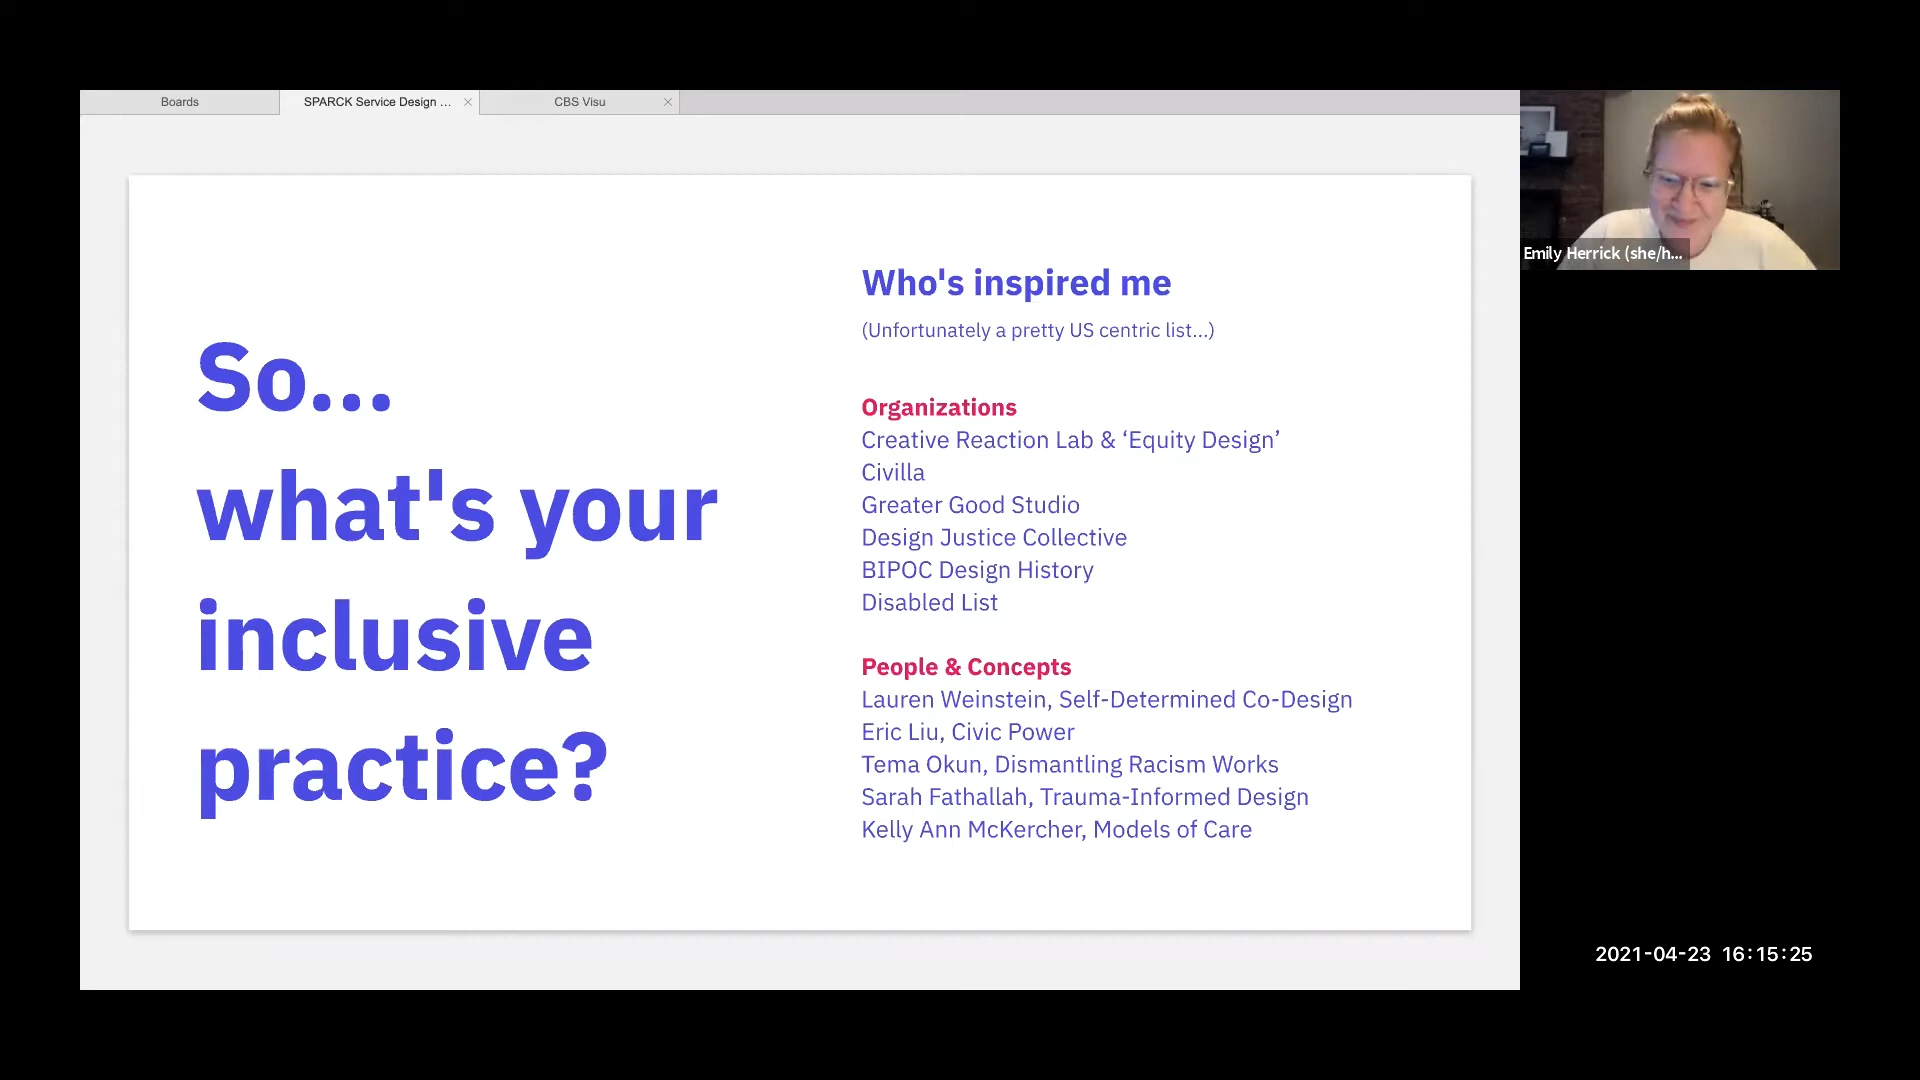 Boards
SPARCK Service Design ...
CBS Visu
So...
what's your
inclusive
practice?
Who's inspired me
(Unfortunately a pretty US centric list...)
Organizations
Creative Reaction Lab & ‘Equity Design’
Civilla
Greater Good Studio
Design Justice Collective
BIPOC Design History
Disabled List
People & Concepts
Lauren Weinstein, Self-Determined Co-Design
Eric Liu, Civic Power
Tema Okun, Dismantling Racism Works
Sarah Fathallah, Trauma-Informed Design
Kelly Ann McKercher, Models of Care
Emily Herrick (she/h...
2021-04-23 16:15:25